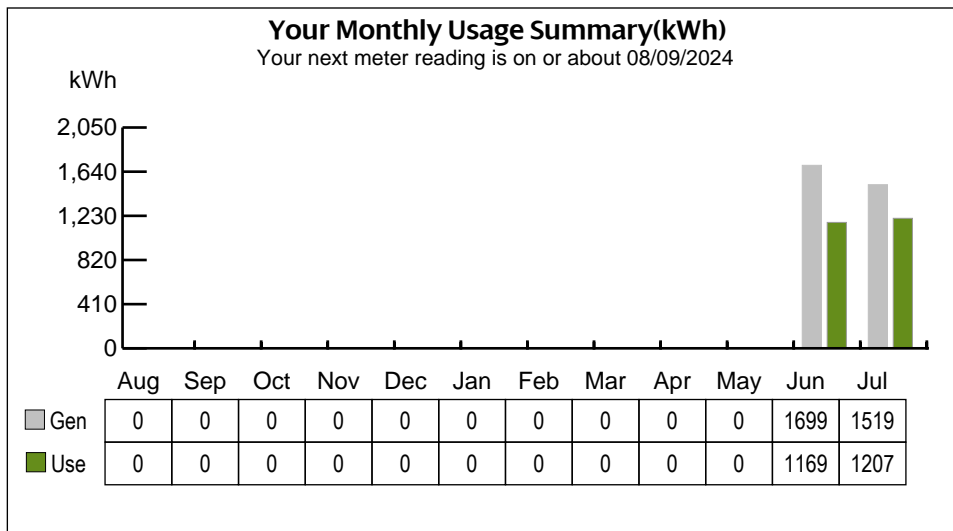 Your Monthly Usage Summary(kWh)
Your next meter reading is on or about 08/09/2024
kWh
2,050
1,640
1,230
820
410
0
Aug Sep Oct Nov Dec Jan Feb Mar Apr May Jun Jul
Gen 0 0 0 0 0 0 0 0 0 0 1699 1519
Use 0 0 0 0 0 0 0 0 0 0 1169 1207